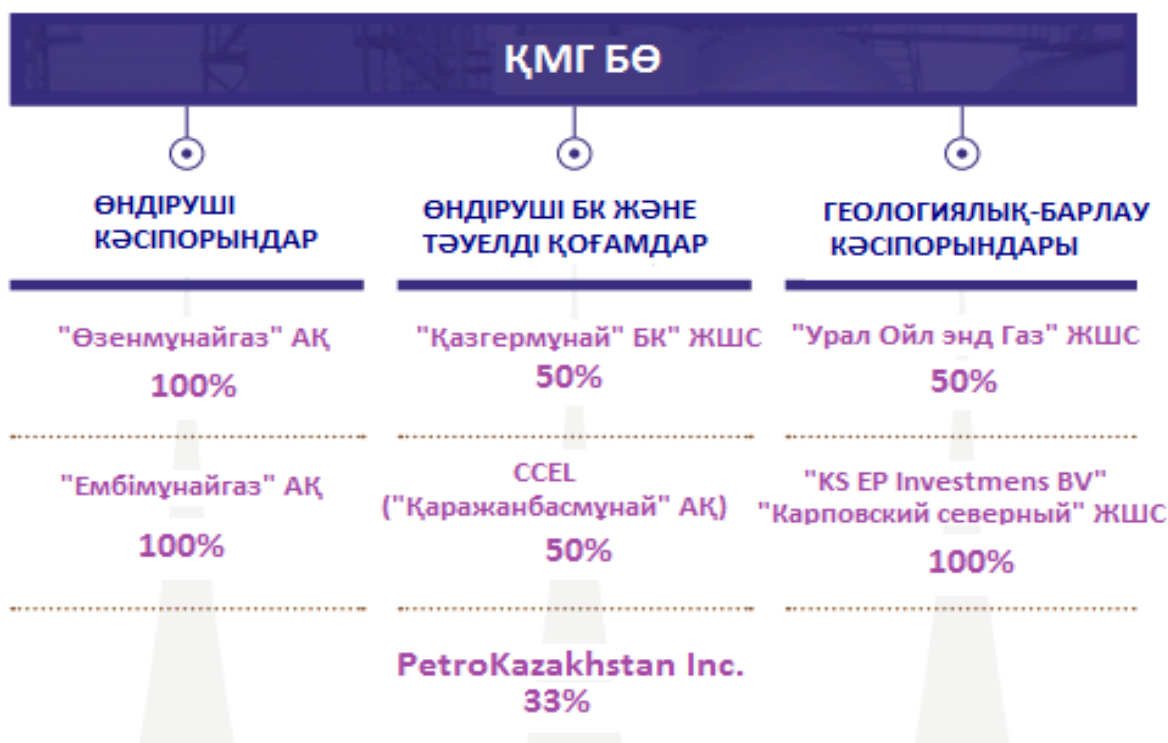 ҚМГ БӨ
ӨНДІРУШІ
КӘСІПОРЫНДАР
"Өзенмұнайгаз" АҚ
100%
"Ембімұнайгаз" АҚ
100%
ӨНДІРУШІ БК ЖӘНЕ
ТӘУЕЛДІ ҚОҒАМДАР
"Қазгермұнай" БК" ЖШС
50%
CCEL
("Қаражанбасмұнай" АҚ)
50%
PetroKazakhstan Inc.
33%
ГЕОЛОГИЯЛЫҚ-БАРЛАУ
КӘСІПОРЫНДАРЫ
"Урал Ойл энд Газ" ЖШС
50%
"KS EP Investmens BV"
"Карповский северный" ЖШС
100%